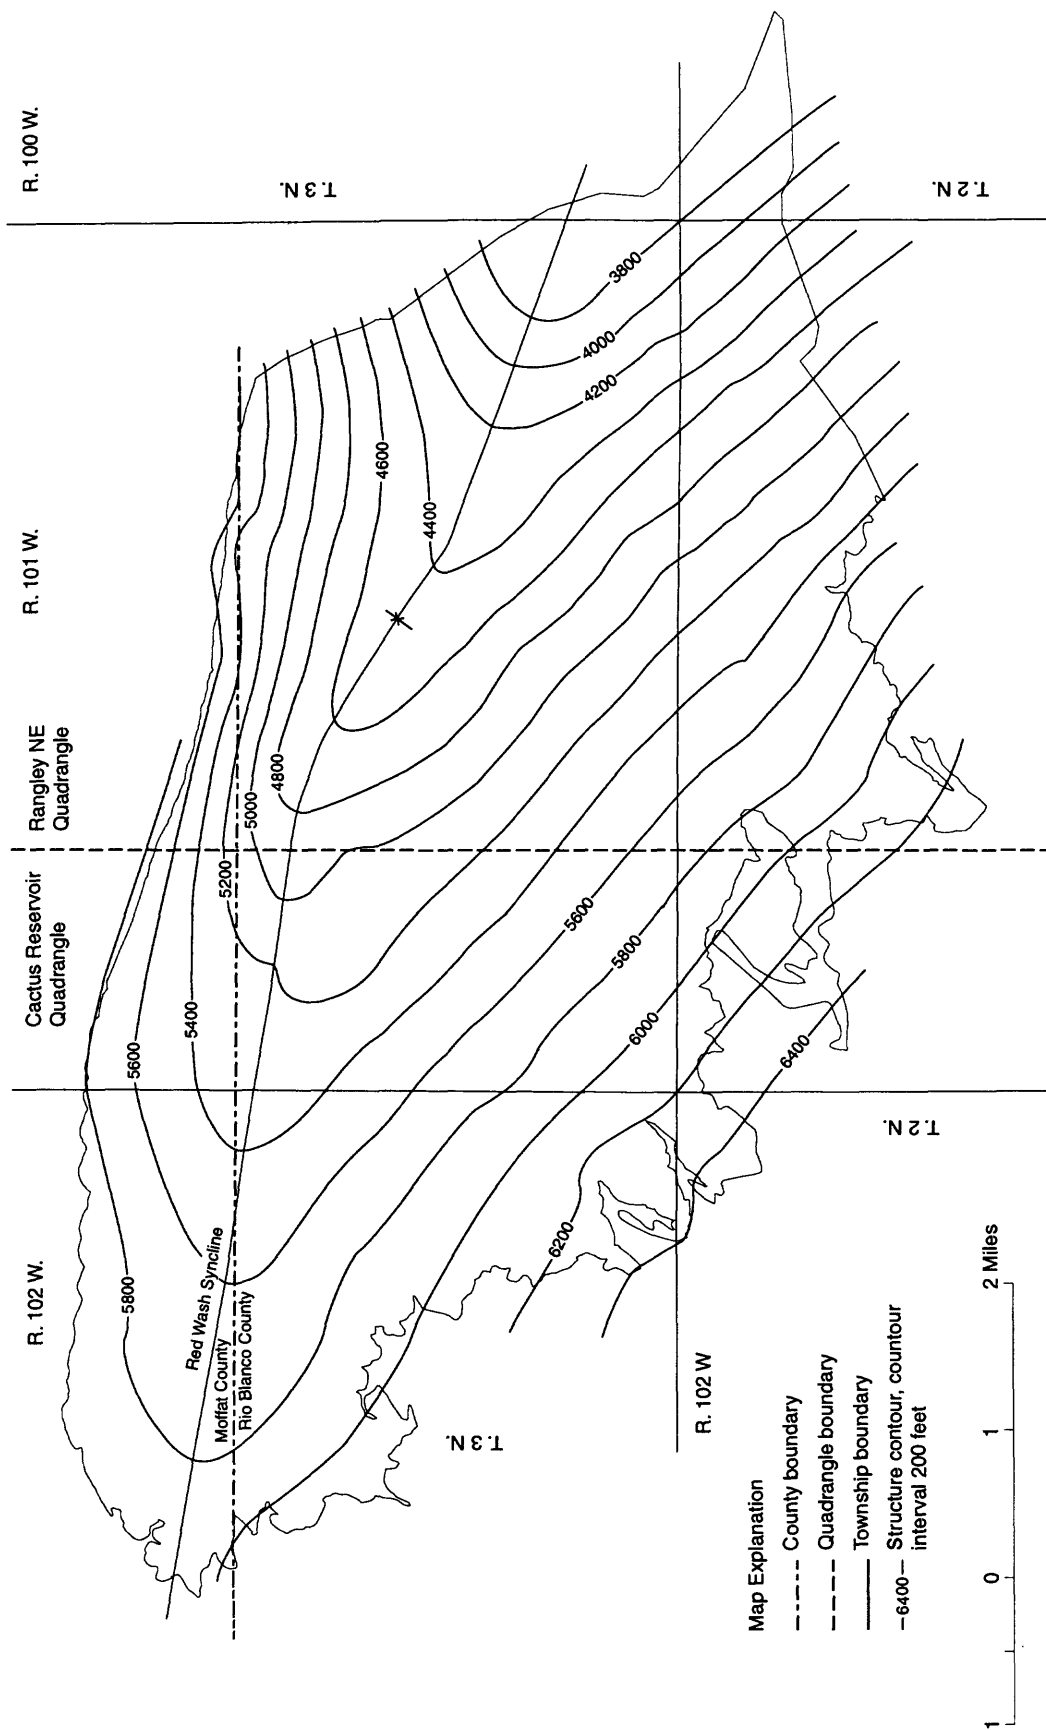 R. 102 W.
Cactus Reservoir
Quadrangle
Rangley NE
Quadrangle
R. 101 W.
R. 100 W.
T. 3 N.
T. 2 N.
5800
5600
5400
5200
5000
4800
4600
4400
4200
4000
3800
Red Wash Syncline
Moffat County
Rio Blanco County
5600
5800
6000
6200
6400
T. 3 N.
T. 2 N.
R. 102 W
Map Explanation
County boundary
Quadrangle boundary
Township boundary
–6400– Structure contour, countour
interval 200 feet
1 0 1 2 Miles